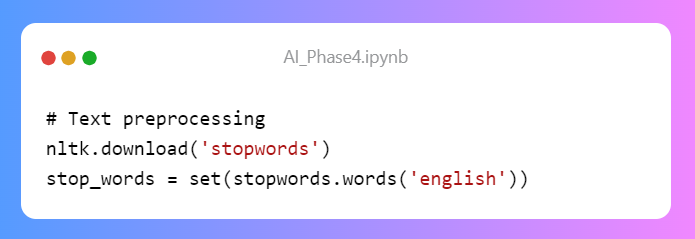 AI_Phase4.ipynb
# Text preprocessing
nltk.download('stopwords')
stop_words = set(stopwords.words('english'))